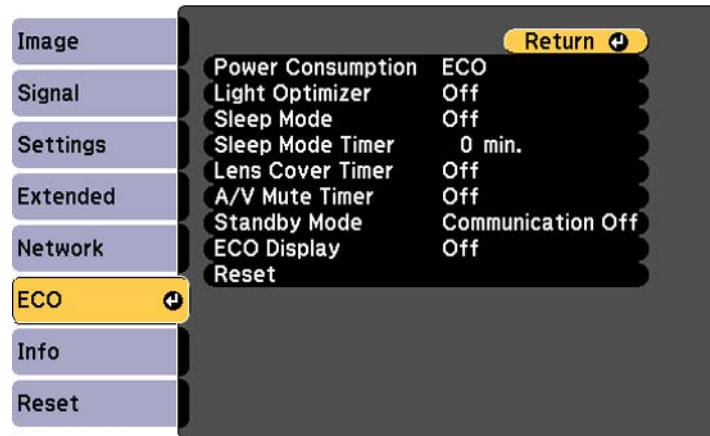 Image
Signal
Settings
Extended
Network
ECO
Info
Reset
Return
Power Consumption ECO
Light Optimizer Off
Sleep Mode Off
Sleep Mode Timer 0 min.
Lens Cover Timer Off
A/V Mute Timer Off
Standby Mode Communication Off
ECO Display Off
Reset